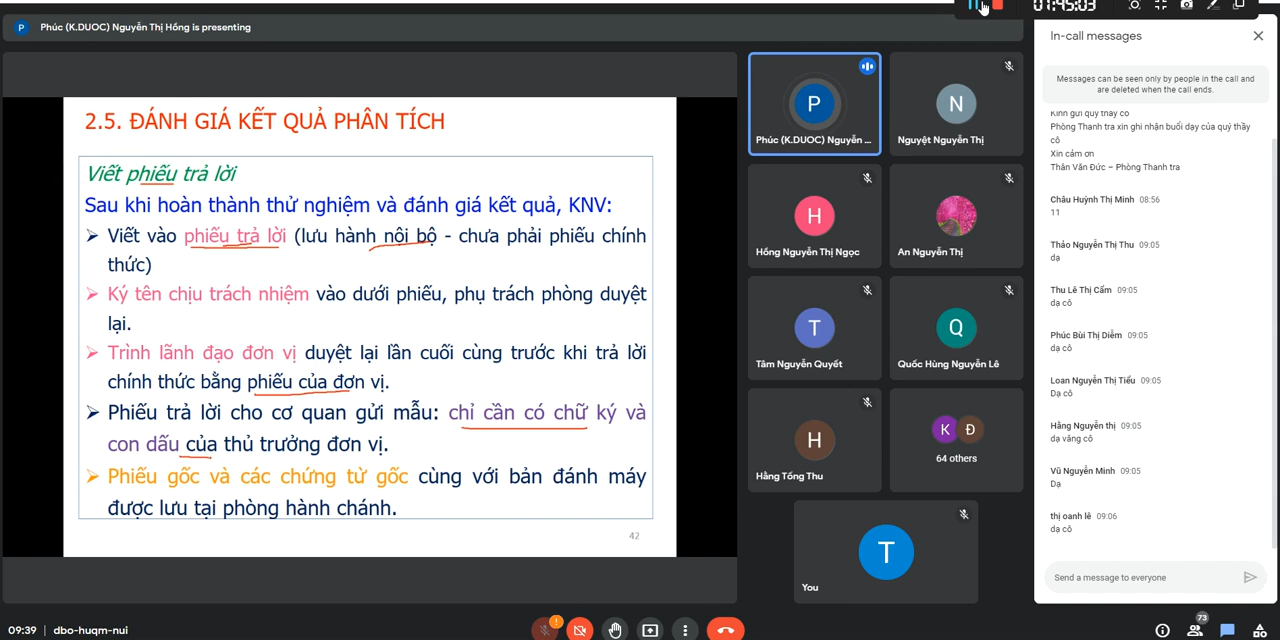 01:45:03
P Phúc (K.DUOC) Nguyễn Thị Hồng is presenting
2.5. ĐÁNH GIÁ KẾT QUẢ PHÂN TÍCH
Viết phiếu trả lời
Sau khi hoàn thành thử nghiệm và đánh giá kết quả, KNV:
➢ Viết vào phiếu trả lời (lưu hành nội bộ - chưa phải phiếu chính
thức)
➢ Ký tên chịu trách nhiệm vào dưới phiếu, phụ trách phòng duyệt
lại.
➢ Trình lãnh đạo đơn vị duyệt lại lần cuối cùng trước khi trả lời
chính thức bằng phiếu của đơn vị.
➢ Phiếu trả lời cho cơ quan gửi mẫu: chỉ cần có chữ ký và
con dấu của thủ trưởng đơn vị.
➢ Phiếu gốc và các chứng từ gốc cùng với bản đánh máy
được lưu tại phòng hành chánh.
42
P
Phúc (K.DUOC) Nguyễn ...
N
Nguyệt Nguyễn Thị
H
Hồng Nguyễn Thị Ngọc
An Nguyễn Thị
T
Tâm Nguyễn Quyết
Q
Quốc Hùng Nguyễn Lê
H
Hằng Tống Thu
K Đ
64 others
T
You
In-call messages
Messages can be seen only by people in the call and
are deleted when the call ends.
Kính gửi quý thầy cô
Phòng Thanh tra xin ghi nhận buổi dạy của quý thầy
cô
Xin cảm ơn
Thân Văn Đức – Phòng Thanh tra
Châu Huỳnh Thị Minh 08:56
11
Thảo Nguyễn Thị Thu 09:05
dạ
Thu Lê Thị Cẩm 09:05
dạ cô
Phúc Bùi Thị Diễm 09:05
dạ cô
Loan Nguyễn Thị Tiểu 09:05
Dạ cô
Hằng Nguyễn thị 09:05
dạ vâng cô
Vũ Nguyễn Minh 09:05
Dạ
thị oanh lê 09:06
dạ cô
Send a message to everyone
09:39 | dbo-huqm-nui
73